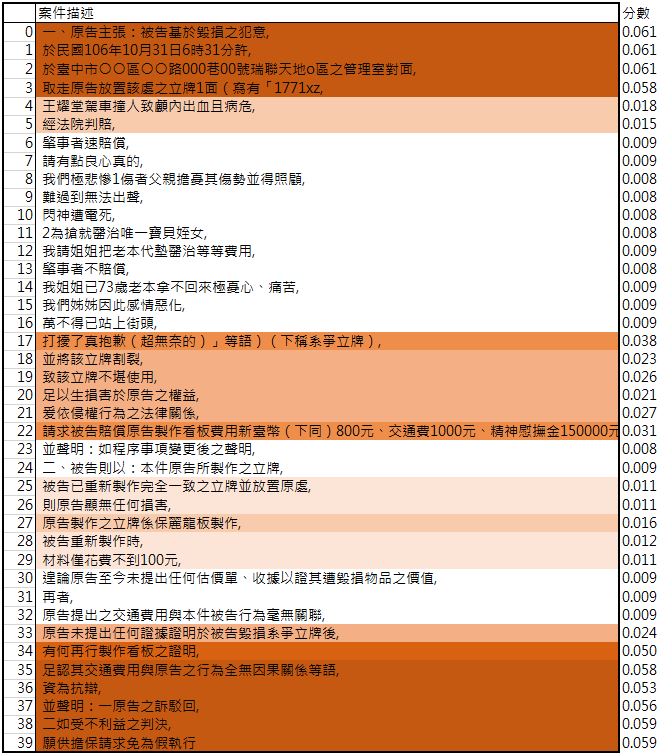 案件描述 分數
0 一、原告主張：被告基於毀損之犯意, 0.061
1 於民國106年10月31日6時31分許, 0.061
2 於臺中市〇〇區〇〇路000巷00號瑞聯天地o區之管理室對面, 0.061
3 取走原告放置該處之立牌1面（寫有「1771xz, 0.058
4 王耀堂駕車撞人致顱內出血且病危, 0.018
5 經法院判賠, 0.015
6 肇事者速賠償, 0.009
7 請有點良心真的, 0.009
8 我們極悲慘1傷者父親擔憂其傷勢並得照顧, 0.009
9 難過到無法出聲, 0.008
10 閃神遭電死, 0.008
11 2為搶就醫治唯一寶貝姪女, 0.008
12 我請姐姐把老本代墊醫治等等費用, 0.009
13 肇事者不賠償, 0.008
14 我姐姐已73歲老本拿不回來極憂心、痛苦, 0.009
15 我們姊姊因此感情惡化, 0.009
16 萬不得已站上街頭, 0.009
17 打擾了真抱歉（超無奈的）」等語）（下稱系爭立牌）, 0.038
18 並將該立牌割裂, 0.023
19 致該立牌不堪使用, 0.026
20 足以生損害於原告之權益, 0.021
21 爰依侵權行為之法律關係, 0.027
22 請求被告賠償原告製作看板費用新臺幣（下同）800元、交通費1000元、精神慰撫金150000元 0.031
23 並聲明：如程序事項變更後之聲明, 0.008
24 二、被告則以：本件原告所製作之立牌, 0.009
25 被告已重新製作完全一致之立牌並放置原處, 0.011
26 則原告顯無任何損害, 0.011
27 原告製作之立牌係保麗龍板製作, 0.016
28 被告重新製作時, 0.012
29 材料僅花費不到100元, 0.011
30 遑論原告至今未提出任何估價單、收據以證其遭毀損物品之價值, 0.009
31 再者, 0.009
32 原告提出之交通費用與本件被告行為毫無關聯, 0.009
33 原告未提出任何證據證明於被告毀損系爭立牌後, 0.024
34 有何再行製作看板之證明, 0.050
35 足認其交通費用與原告之行為全無因果關係等語, 0.058
36 資為抗辯, 0.053
37 並聲明：一原告之訴駁回, 0.056
38 二如受不利益之判決, 0.059
39 願供擔保請求免為假執行 0.059